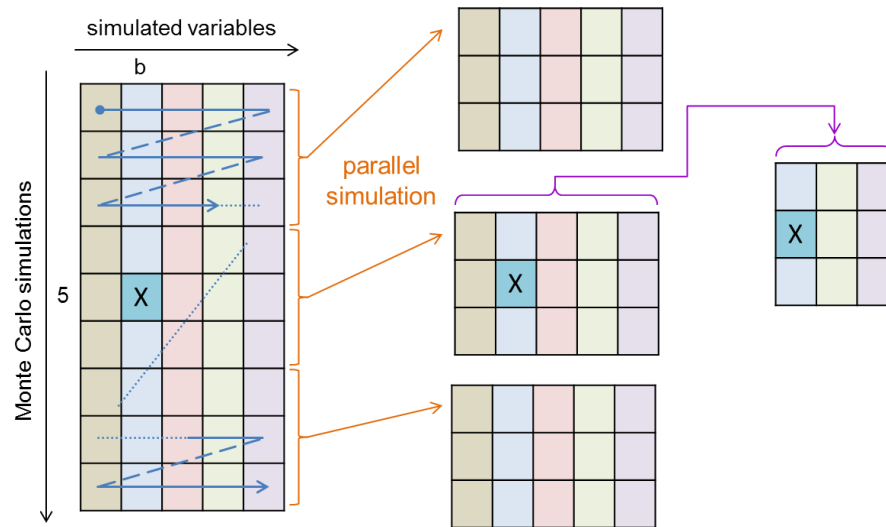 simulated variables
b
Monte Carlo simulations
5
X
parallel
simulation
X
X